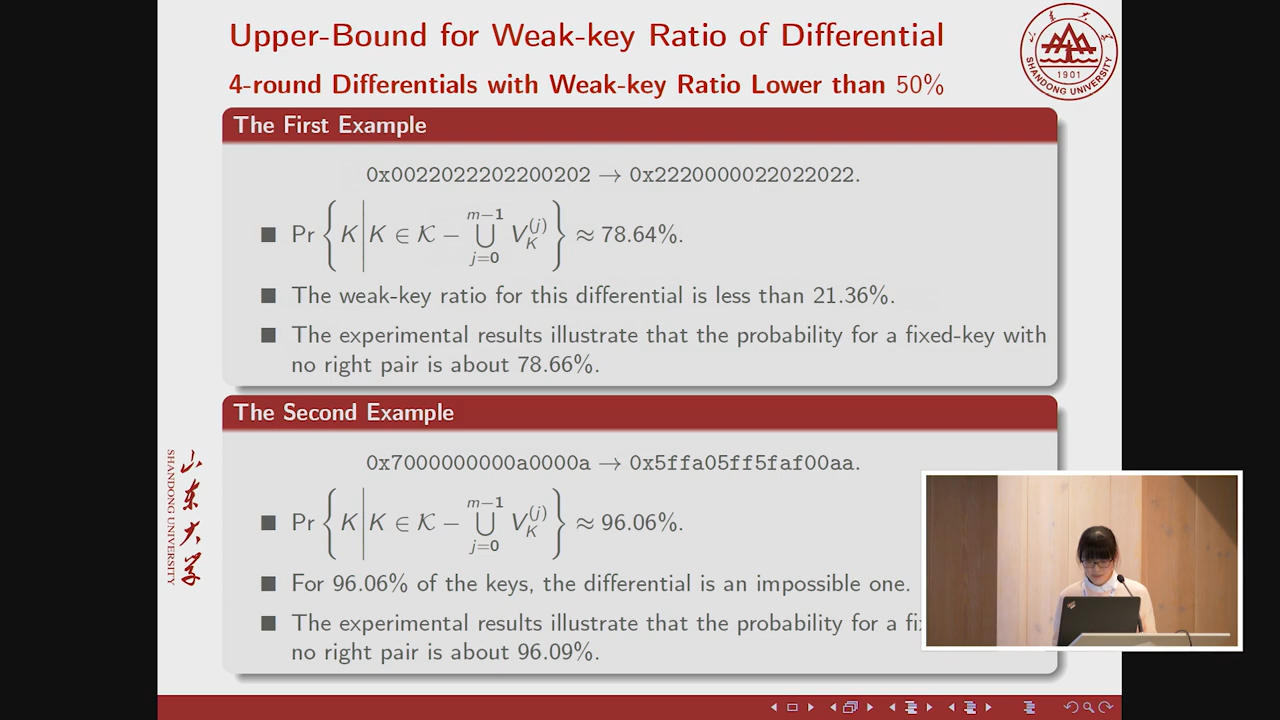 Upper-Bound for Weak-key Ratio of Differential
4-round Differentials with Weak-key Ratio Lower than 50%
SHANDONG UNIVERSITY
1901
The First Example
0x0022022202200202 → 0x2220000022022022.
Pr { K | K ∈ 𝒦 − ⋃_{j=0}^{m−1} V_K^{(j)} } ≈ 78.64%.
The weak-key ratio for this differential is less than 21.36%.
The experimental results illustrate that the probability for a fixed-key with
no right pair is about 78.66%.
The Second Example
0x7000000000a0000a → 0x5ffa05ff5faf00aa.
Pr { K | K ∈ 𝒦 − ⋃_{j=0}^{m−1} V_K^{(j)} } ≈ 96.06%.
For 96.06% of the keys, the differential is an impossible one.
The experimental results illustrate that the probability for a
no right pair is about 96.09%.
山东大学
SHANDONG UNIVERSITY